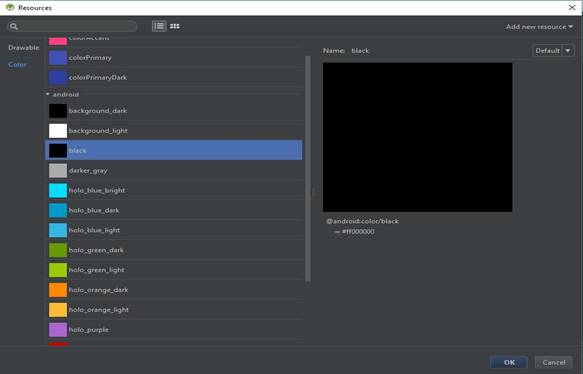 Resources
Add new resource
Drawable
Color
colorAccent
colorPrimary
colorPrimaryDark
android
background_dark
background_light
black
darker_gray
holo_blue_bright
holo_blue_dark
holo_blue_light
holo_green_dark
holo_green_light
holo_orange_dark
holo_orange_light
holo_purple
Name: black
Default
@android:color/black
⇒ #ff000000
OK
Cancel